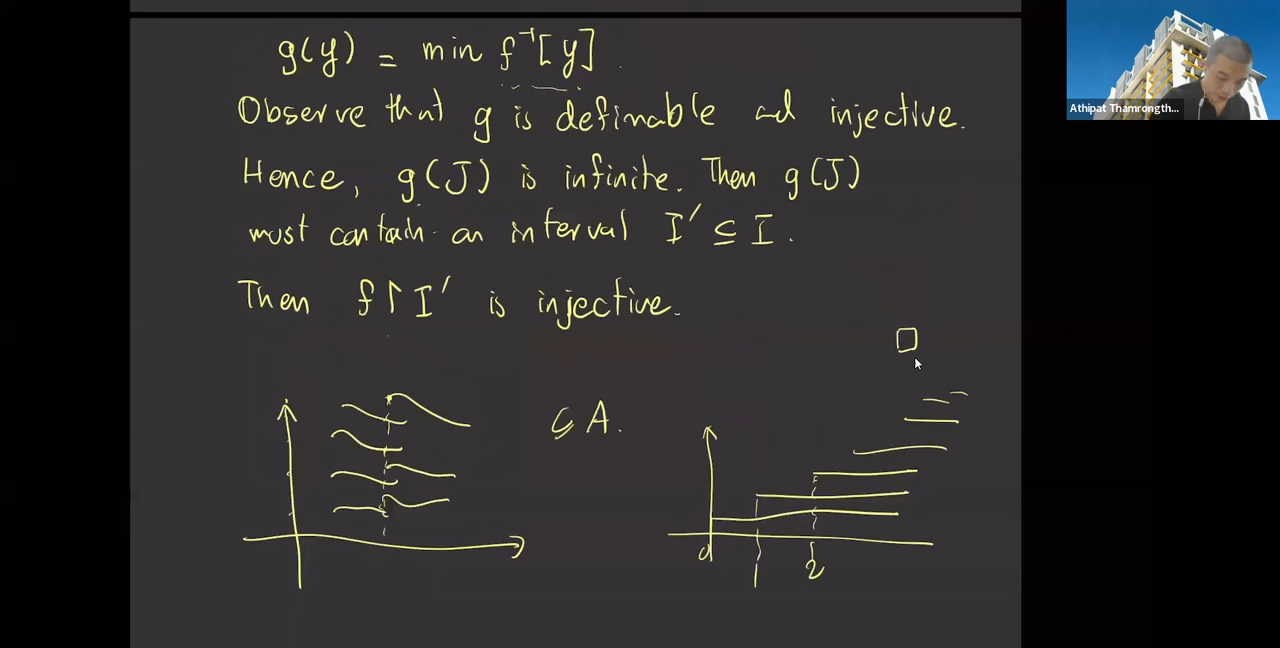 g(y) = min f⁻¹[y].
Observe that g is definable and injective.
Hence, g(J) is infinite. Then g(J)
must contain an interval I′ ⊆ I.
Then f↾I′ is injective.
□
⊆ A.
0
1
2
Athipat Thamrongth...